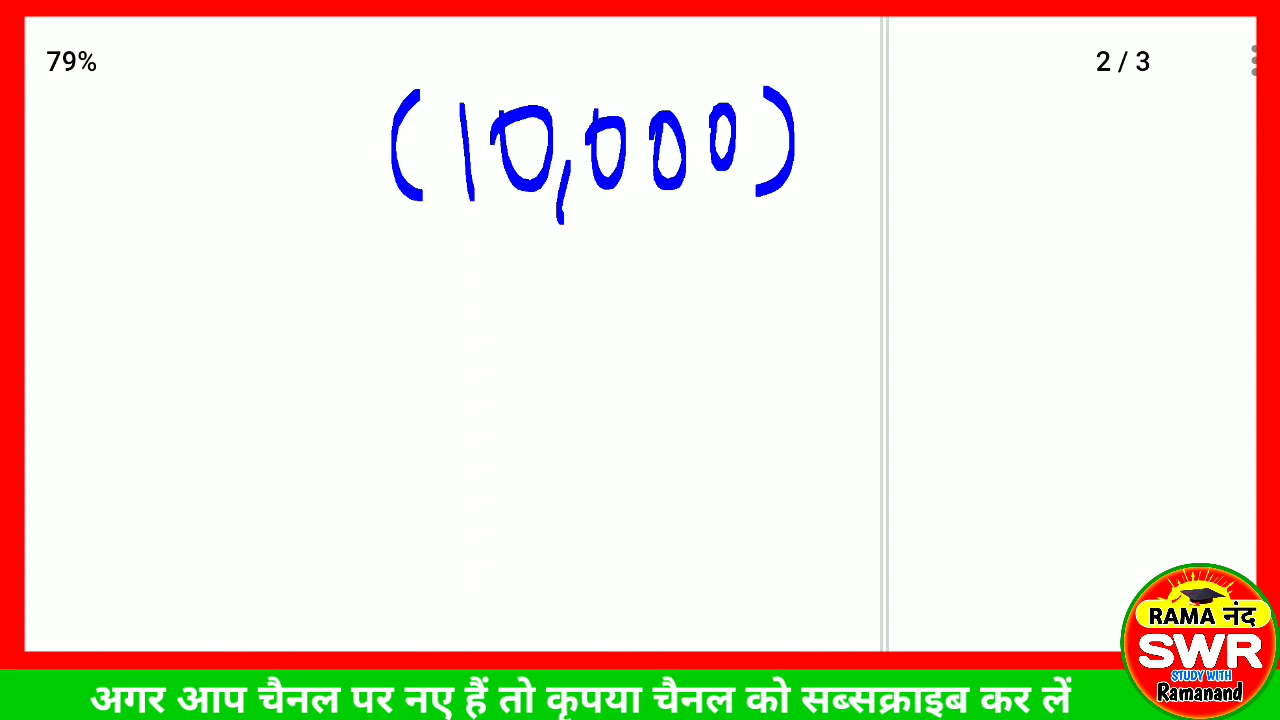 79%
2 / 3
(10,000)
RAMA नंद
SWR
STUDY WITH
Ramanand
अगर आप चैनल पर नए हैं तो कृपया चैनल को सब्सक्राइब कर लें